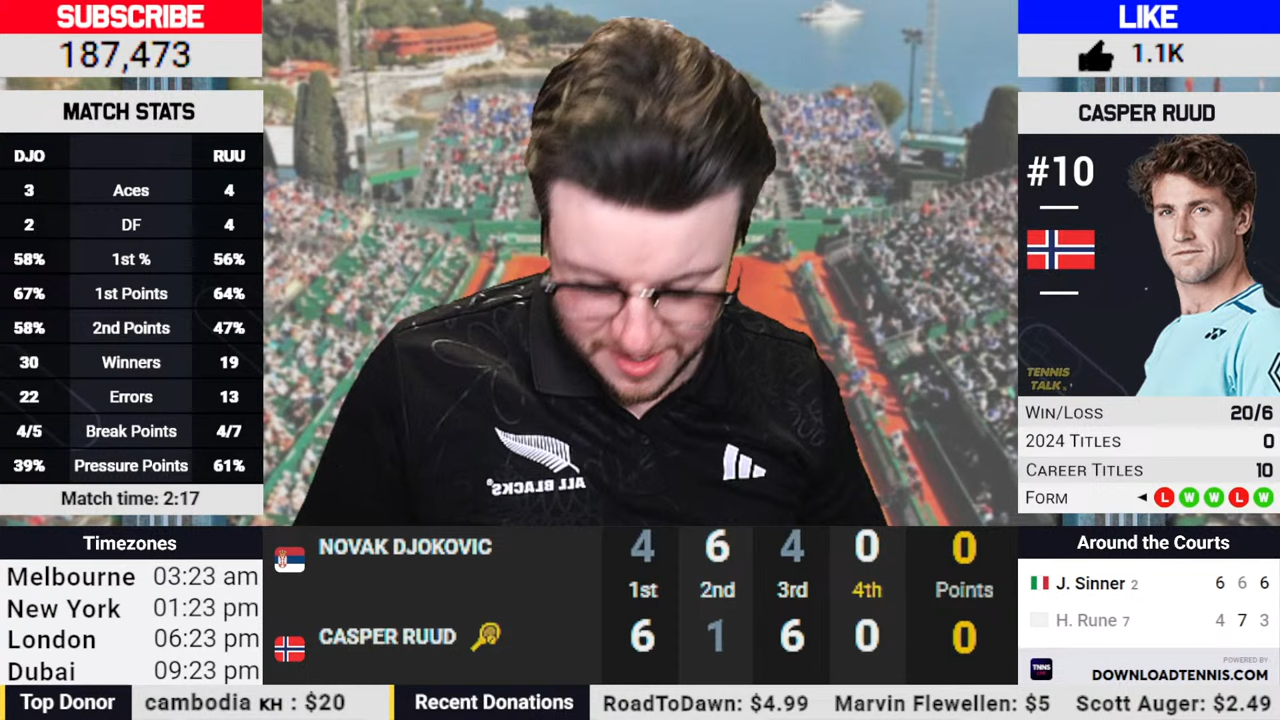 SUBSCRIBE
187,473
MATCH STATS
DJO RUU
3 Aces 4
2 DF 4
58% 1st % 56%
67% 1st Points 64%
58% 2nd Points 47%
30 Winners 19
22 Errors 13
4/5 Break Points 4/7
39% Pressure Points 61%
Match time: 2:17
Timezones
Melbourne 03:23 am
New York 01:23 pm
London 06:23 pm
Dubai 09:23 pm
ALL BLACKS®
LIKE
1.1K
CASPER RUUD
#10
TENNIS
TALK
WIN/LOSS 20/6
2024 TITLES 0
CAREER TITLES 10
FORM L W W L W
NOVAK DJOKOVIC 4 6 4 0 0
1st 2nd 3rd 4th Points
CASPER RUUD 6 1 6 0 0
Around the Courts
J. Sinner 2 6 6 6
H. Rune 7 4 7 3
POWERED BY
TNNS
DOWNLOADTENNIS.COM
Top Donor cambodia KH : $20 Recent Donations RoadToDawn: $4.99 Marvin Flewellen: $5 Scott Auger: $2.49